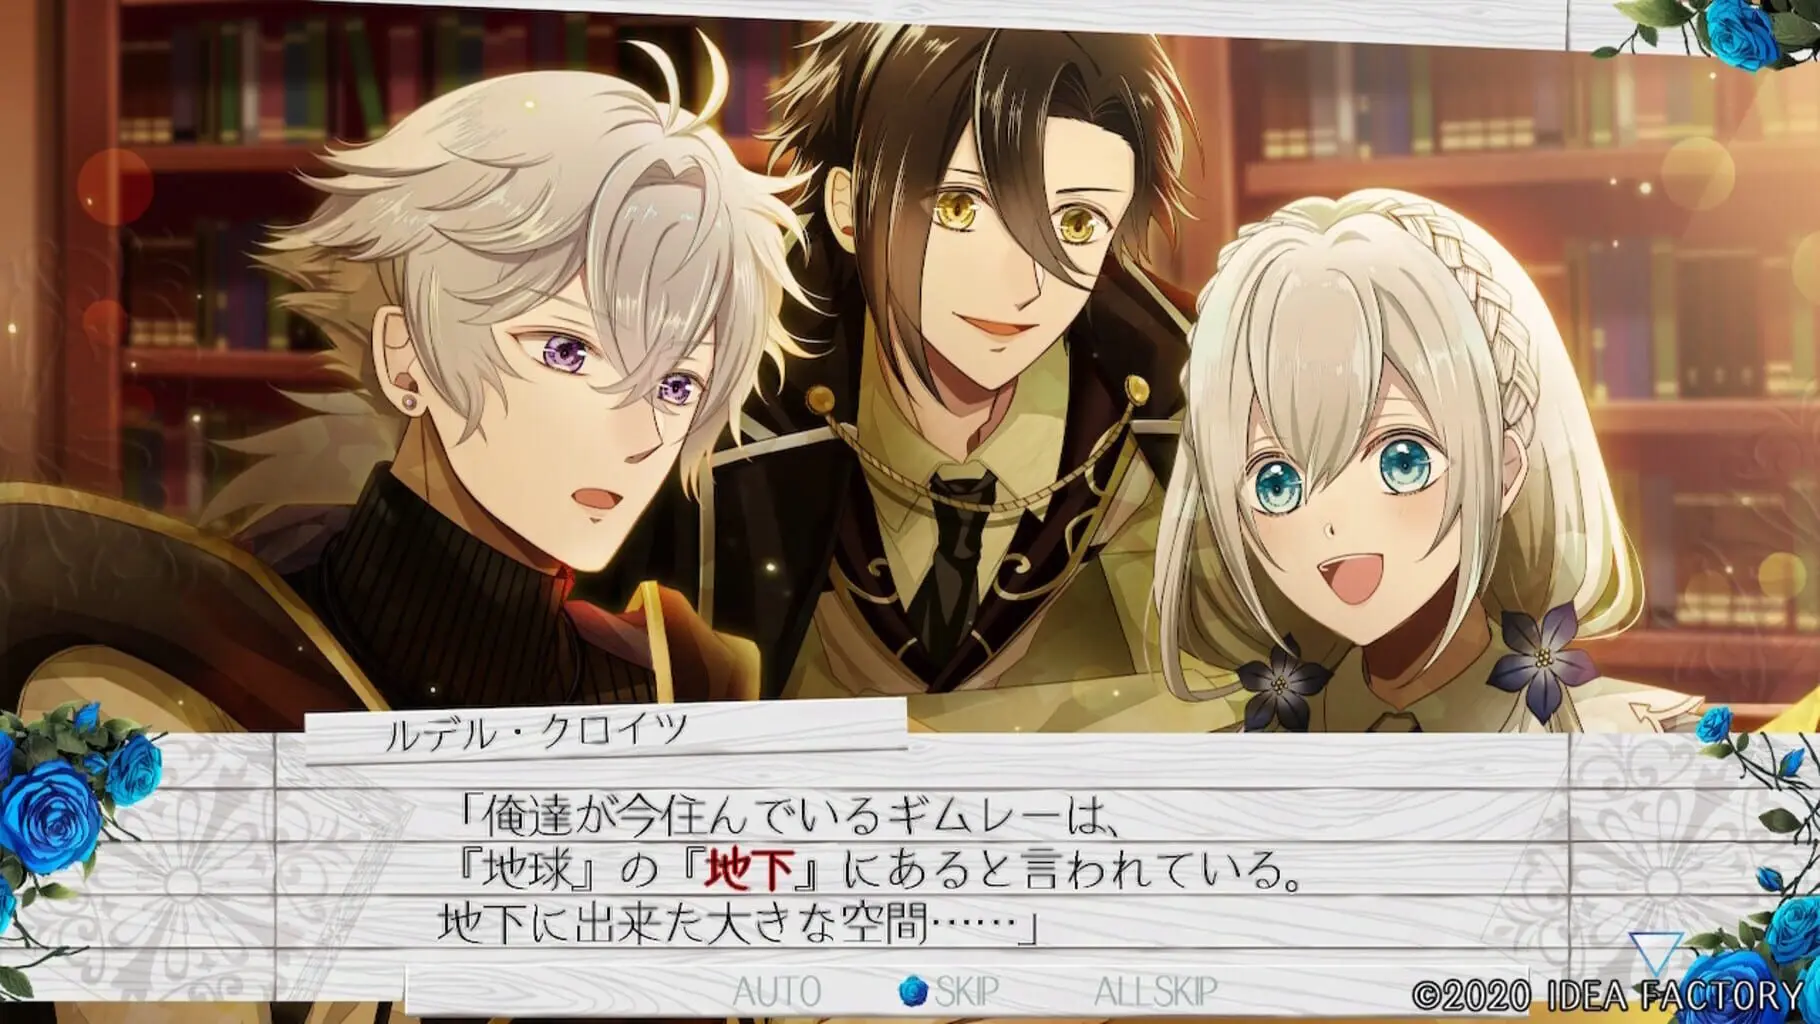 ルデル・クロイツ
「俺達が今住んでいるギムレーは、
『地球』の『地下』にあると言われている。
地下に出来た大きな空間……」
AUTO SKIP ALLSKIP
©2020 IDEA FACTORY